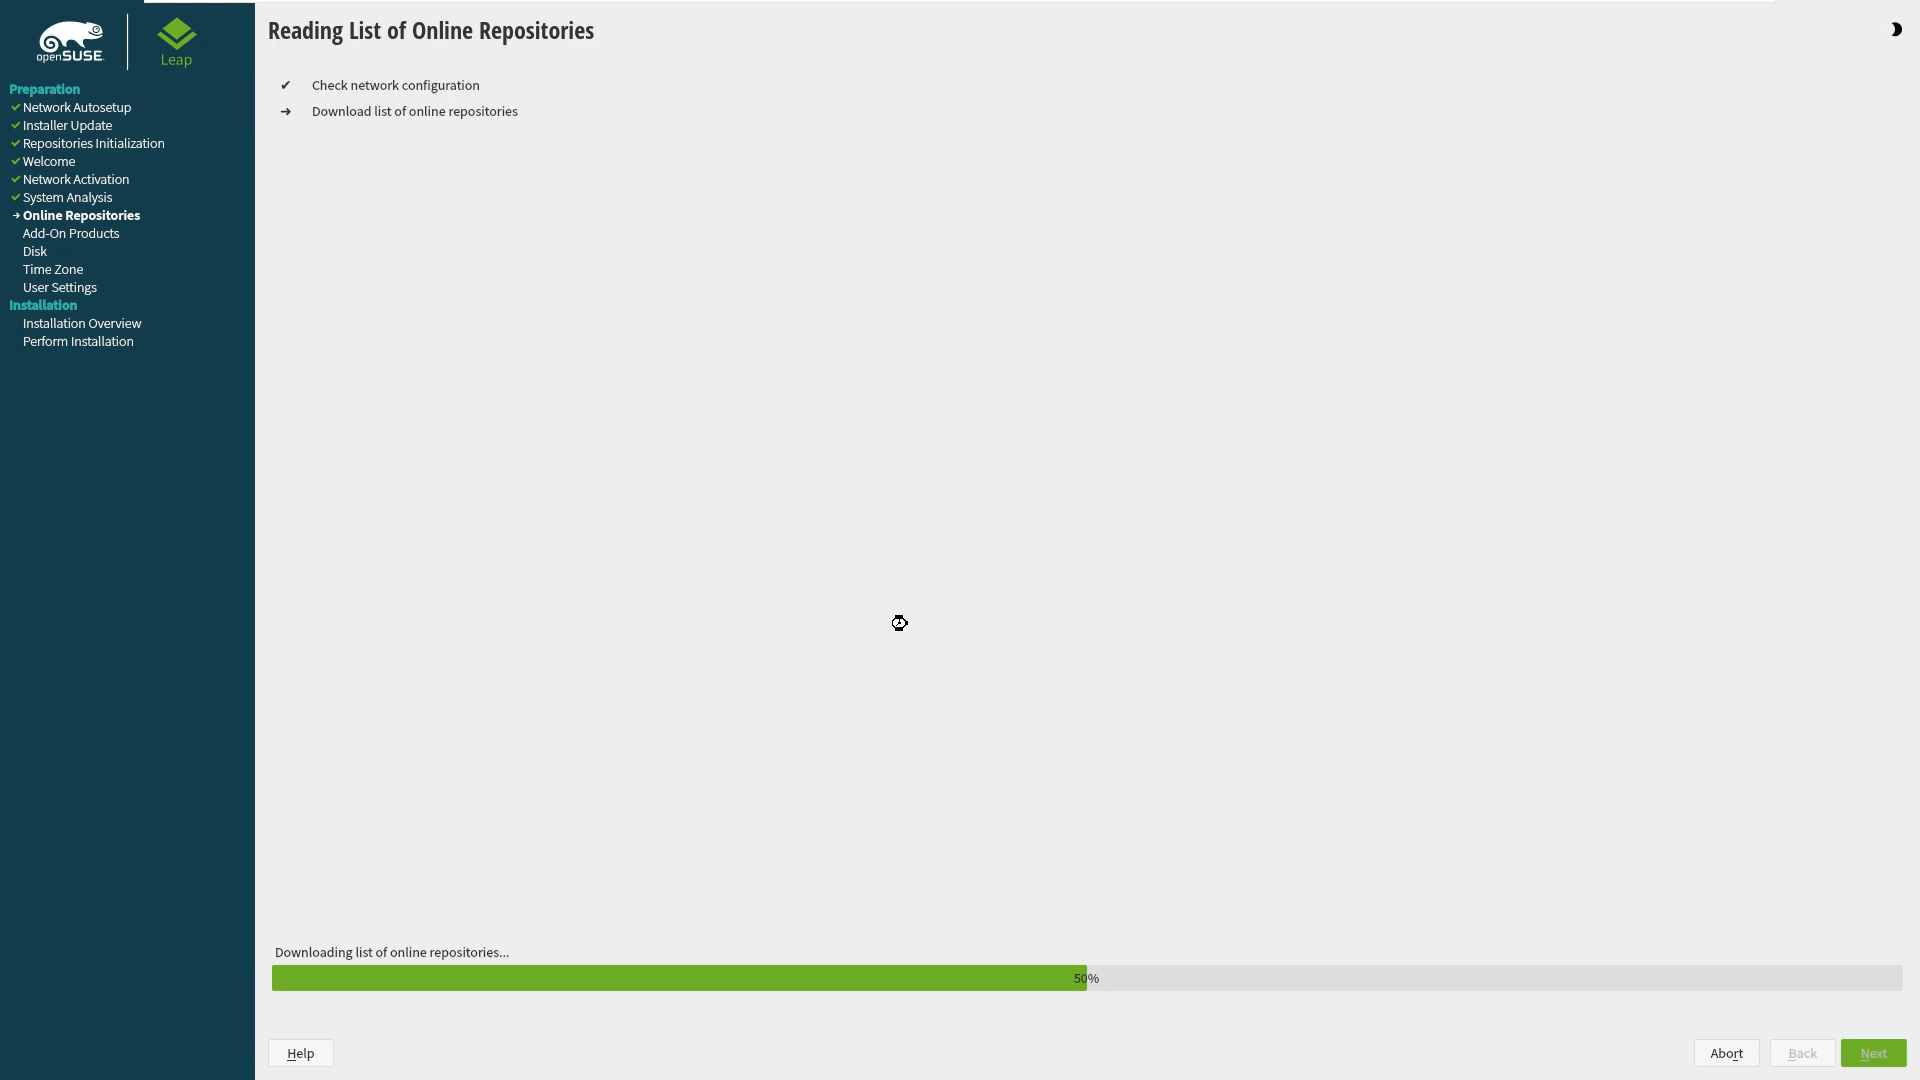 openSUSE
Leap
Preparation
Network Autosetup
Installer Update
Repositories Initialization
Welcome
Network Activation
System Analysis
Online Repositories
Add-On Products
Disk
Time Zone
User Settings
Installation
Installation Overview
Perform Installation
Reading List of Online Repositories
Check network configuration
Download list of online repositories
Downloading list of online repositories...
50%
Help
Abort
Back
Next